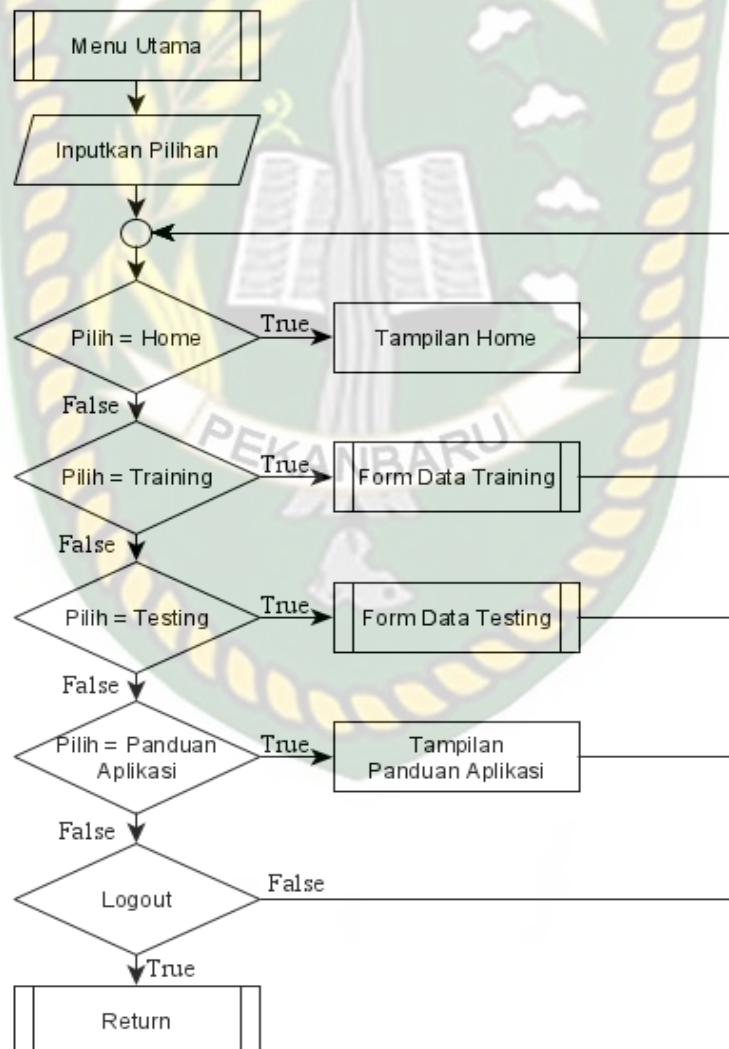 Menu Utama
Inputkan Pilihan
Pilih = Home
True
Tampilan Home
False
PEKANBARU
Pilih = Training
True
Form Data Training
False
Pilih = Testing
True
Form Data Testing
False
Pilih = Panduan
Aplikasi
True
Tampilan
Panduan Aplikasi
False
Logout
False
True
Return